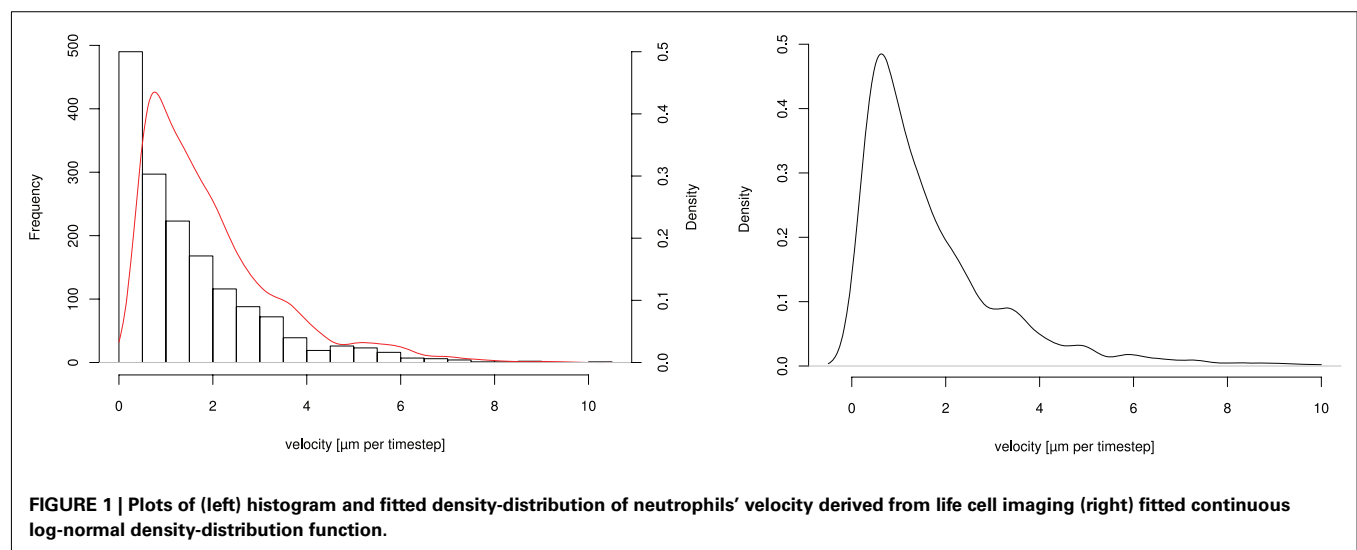 500
400
300
200
100
0
Frequency
0.5
0.4
0.3
0.2
0.1
0.0
Density
0 2 4 6 8 10
velocity [µm per timestep]
0.5
0.4
0.3
0.2
0.1
0.0
Density
0 2 4 6 8 10
velocity [µm per timestep]
FIGURE 1 | Plots of (left) histogram and fitted density-distribution of neutrophils’ velocity derived from life cell imaging (right) fitted continuous
log-normal density-distribution function.